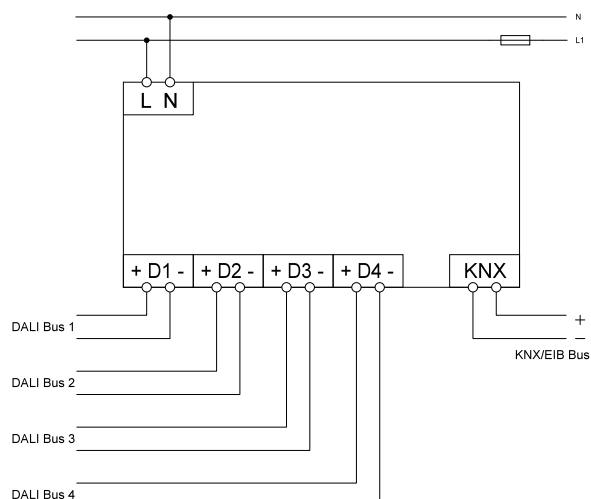 N
L1
L N
+ D1 - + D2 - + D3 - + D4 - KNX
DALI Bus 1
+
−
KNX/EIB Bus
DALI Bus 2
DALI Bus 3
DALI Bus 4